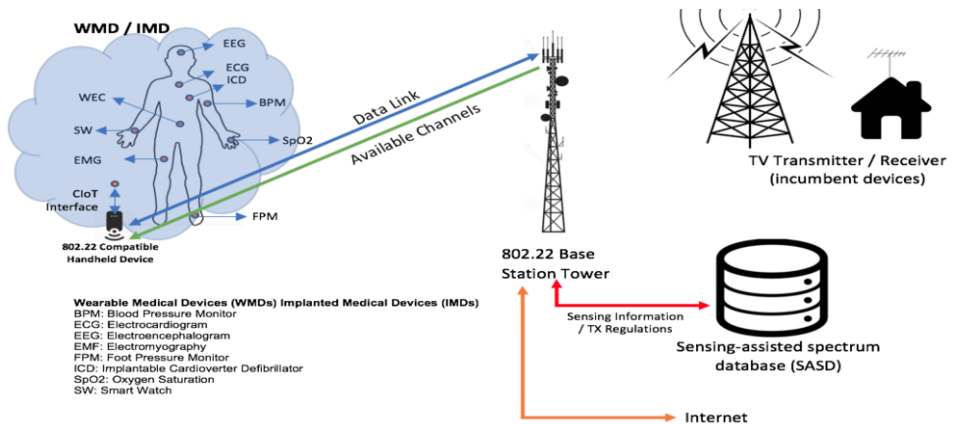 WMD / IMD
EEG
ECG
ICD
WEC
BPM
SW
SpO2
EMG
CIoT
Interface
FPM
802.22 Compatible
Handheld Device
Data Link
Available Channels
TV Transmitter / Receiver
(incumbent devices)
802.22 Base
Station Tower
Sensing Information
/ TX Regulations
Sensing-assisted spectrum
database (SASD)
Internet
Wearable Medical Devices (WMDs) Implanted Medical Devices (IMDs)
BPM: Blood Pressure Monitor
ECG: Electrocardiogram
EEG: Electroencephalogram
EMF: Electromyography
FPM: Foot Pressure Monitor
ICD: Implantable Cardioverter Defibrillator
SpO2: Oxygen Saturation
SW: Smart Watch